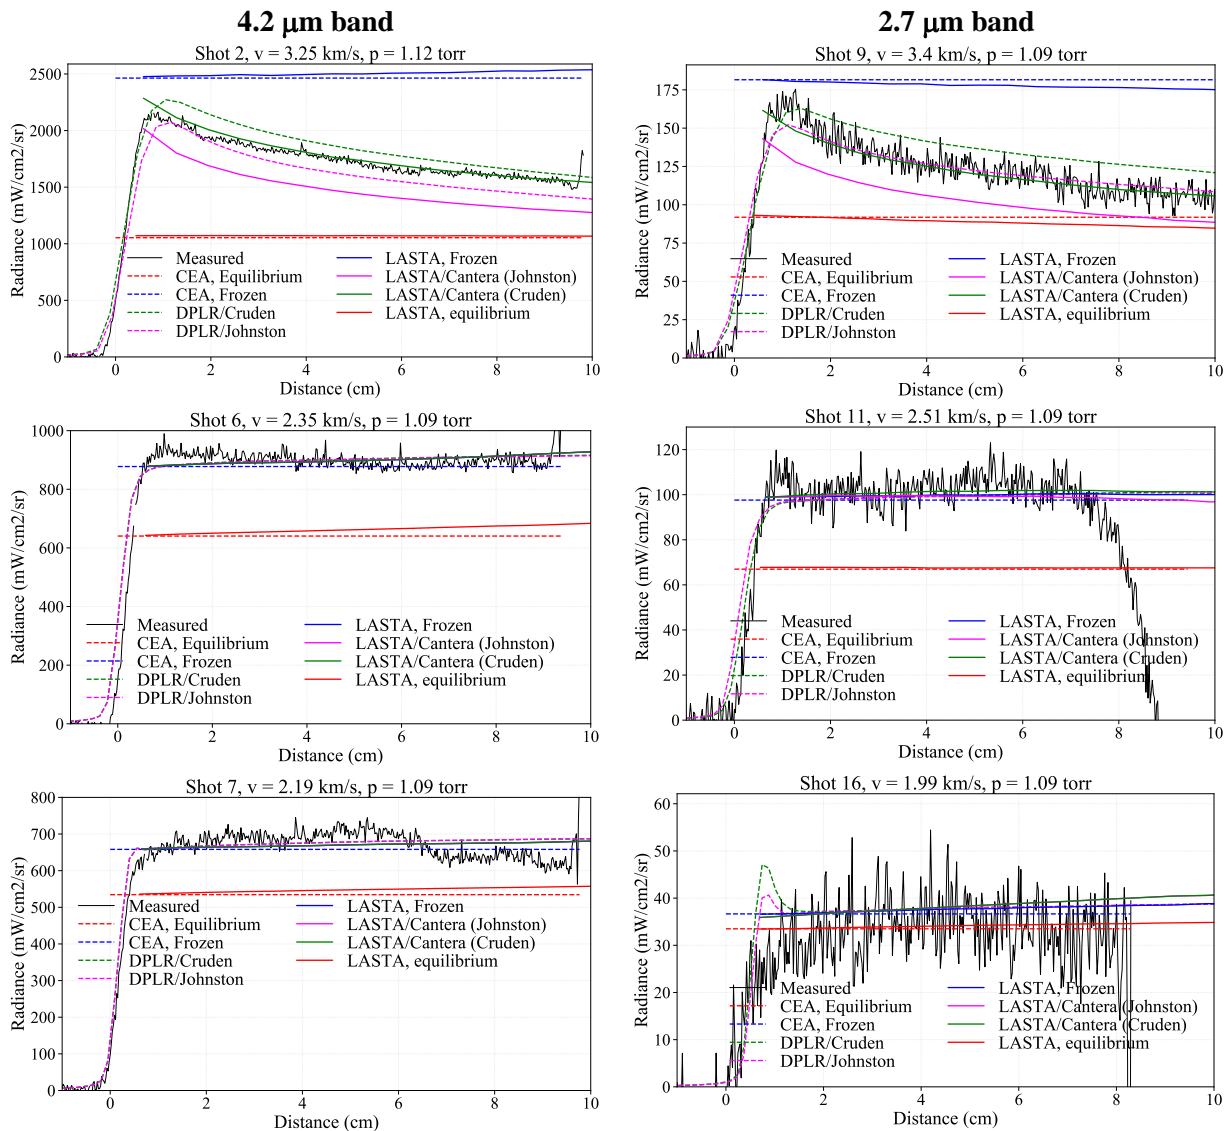 4.2 μm band
2.7 μm band
Shot 2, v = 3.25 km/s, p = 1.12 torr
Radiance (mW/cm2/sr)
2500
2000
1500
1000
500
0
Measured
CEA, Equilibrium
CEA, Frozen
DPLR/Cruden
DPLR/Johnston
LASTA, Frozen
LASTA/Cantera (Johnston)
LASTA/Cantera (Cruden)
LASTA, equilibrium
0 2 4 6 8 10
Distance (cm)
Shot 9, v = 3.4 km/s, p = 1.09 torr
Radiance (mW/cm2/sr)
175
150
125
100
75
50
25
0
Measured
CEA, Equilibrium
CEA, Frozen
DPLR/Cruden
DPLR/Johnston
LASTA, Frozen
LASTA/Cantera (Johnston)
LASTA/Cantera (Cruden)
LASTA, equilibrium
0 2 4 6 8 10
Distance (cm)
Shot 6, v = 2.35 km/s, p = 1.09 torr
Radiance (mW/cm2/sr)
1000
800
600
400
200
0
Measured
CEA, Equilibrium
CEA, Frozen
DPLR/Cruden
DPLR/Johnston
LASTA, Frozen
LASTA/Cantera (Johnston)
LASTA/Cantera (Cruden)
LASTA, equilibrium
0 2 4 6 8 10
Distance (cm)
Shot 11, v = 2.51 km/s, p = 1.09 torr
Radiance (mW/cm2/sr)
120
100
80
60
40
20
0
Measured
CEA, Equilibrium
CEA, Frozen
DPLR/Cruden
DPLR/Johnston
LASTA, Frozen
LASTA/Cantera (Johnston)
LASTA/Cantera (Cruden)
LASTA, equilibrium
0 2 4 6 8 10
Distance (cm)
Shot 7, v = 2.19 km/s, p = 1.09 torr
Radiance (mW/cm2/sr)
800
700
600
500
400
300
200
100
0
Measured
CEA, Equilibrium
CEA, Frozen
DPLR/Cruden
DPLR/Johnston
LASTA, Frozen
LASTA/Cantera (Johnston)
LASTA/Cantera (Cruden)
LASTA, equilibrium
0 2 4 6 8 10
Distance (cm)
Shot 16, v = 1.99 km/s, p = 1.09 torr
Radiance (mW/cm2/sr)
60
50
40
30
20
10
0
Measured
CEA, Equilibrium
CEA, Frozen
DPLR/Cruden
DPLR/Johnston
LASTA, Frozen
LASTA/Cantera (Johnston)
LASTA/Cantera (Cruden)
LASTA, equilibrium
0 2 4 6 8 10
Distance (cm)